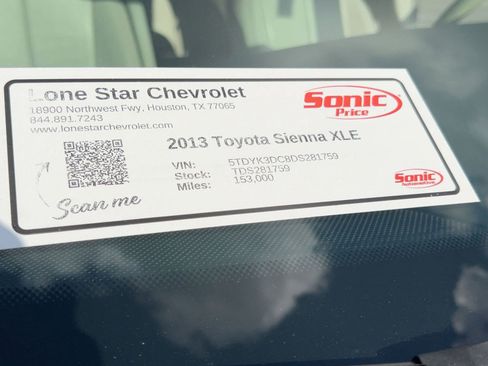 Lone Star Chevrolet
18900 Northwest Fwy, Houston, TX 77065
844.891.7243
www.lonestarchevrolet.com
Sonic
Price
2013 Toyota Sienna XLE
VIN: 5TDYK3DC8DS281759
Stock: TDS281759
Miles: 153,000
Scan me
Sonic
Automotive